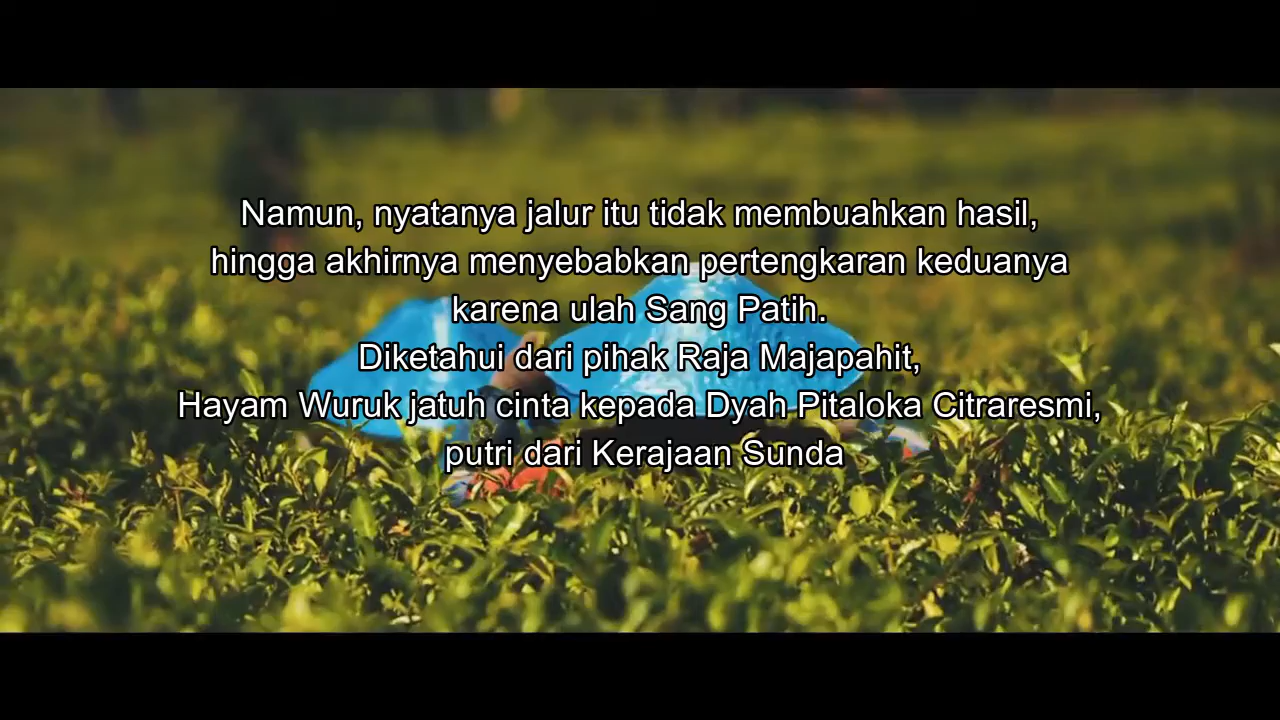 Namun, nyatanya jalur itu tidak membuahkan hasil,
hingga akhirnya menyebabkan pertengkaran keduanya
karena ulah Sang Patih.
Diketahui dari pihak Raja Majapahit,
Hayam Wuruk jatuh cinta kepada Dyah Pitaloka Citraresmi,
putri dari Kerajaan Sunda